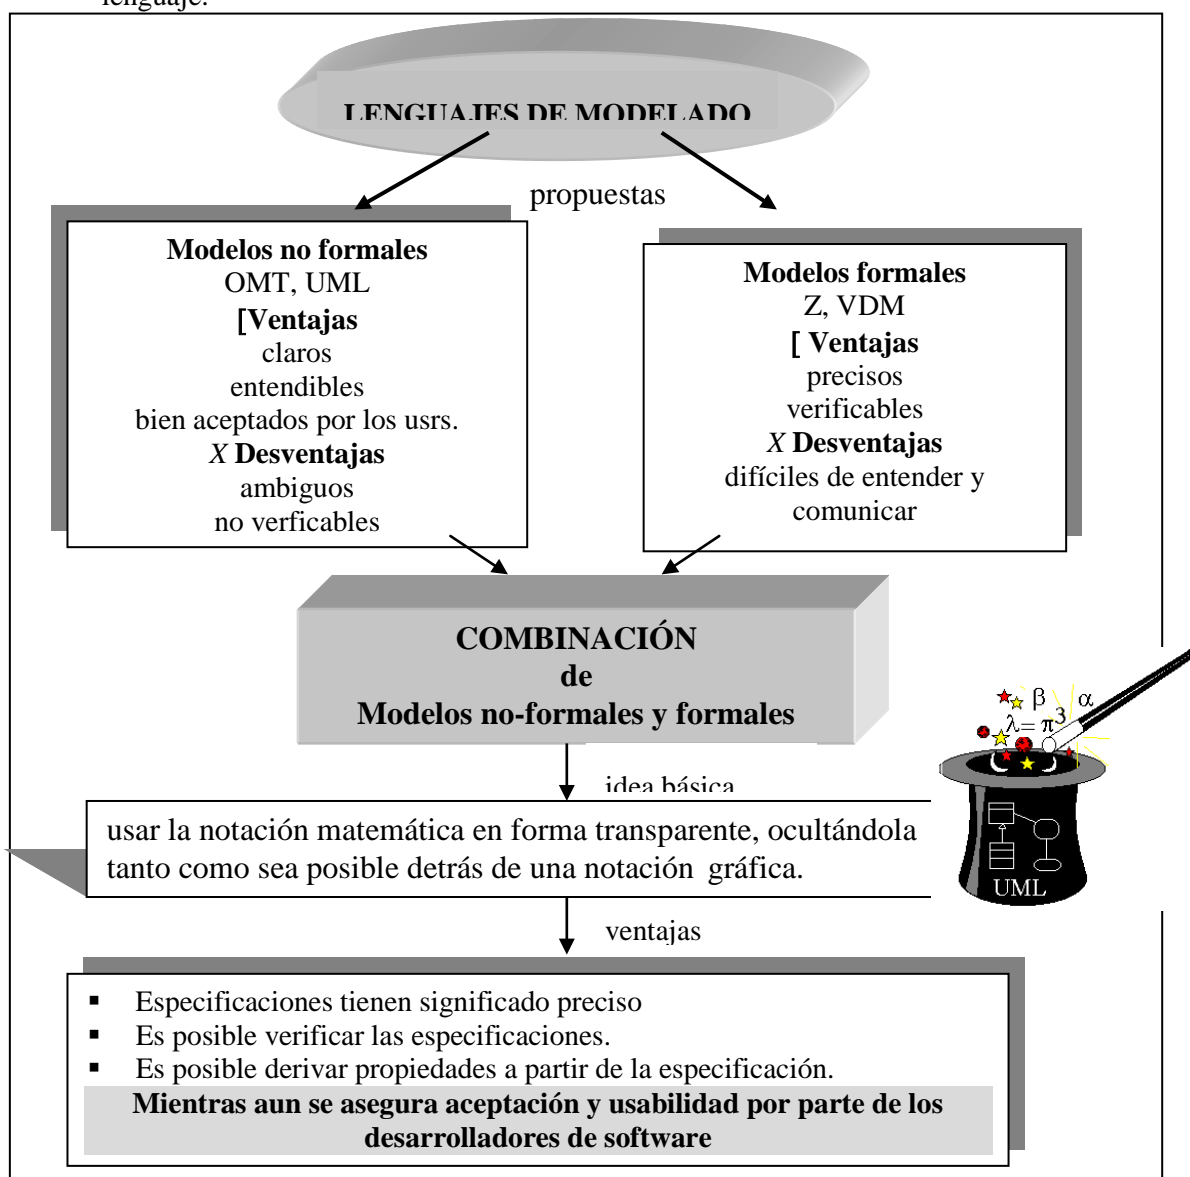 lenguaje.
LENGUAJES DE MODELADO
propuestas
Modelos no formales
OMT, UML
[Ventajas
claros
entendibles
bien aceptados por los usrs.
X Desventajas
ambiguos
no verficables
Modelos formales
Z, VDM
[ Ventajas
precisos
verificables
X Desventajas
difíciles de entender y
comunicar
COMBINACIÓN
de
Modelos no-formales y formales
β α
λ= π³
UML
idea básica
usar la notación matemática en forma transparente, ocultándola
tanto como sea posible detrás de una notación gráfica.
ventajas
▪ Especificaciones tienen significado preciso
▪ Es posible verificar las especificaciones.
▪ Es posible derivar propiedades a partir de la especificación.
Mientras aun se asegura aceptación y usabilidad por parte de los
desarrolladores de software